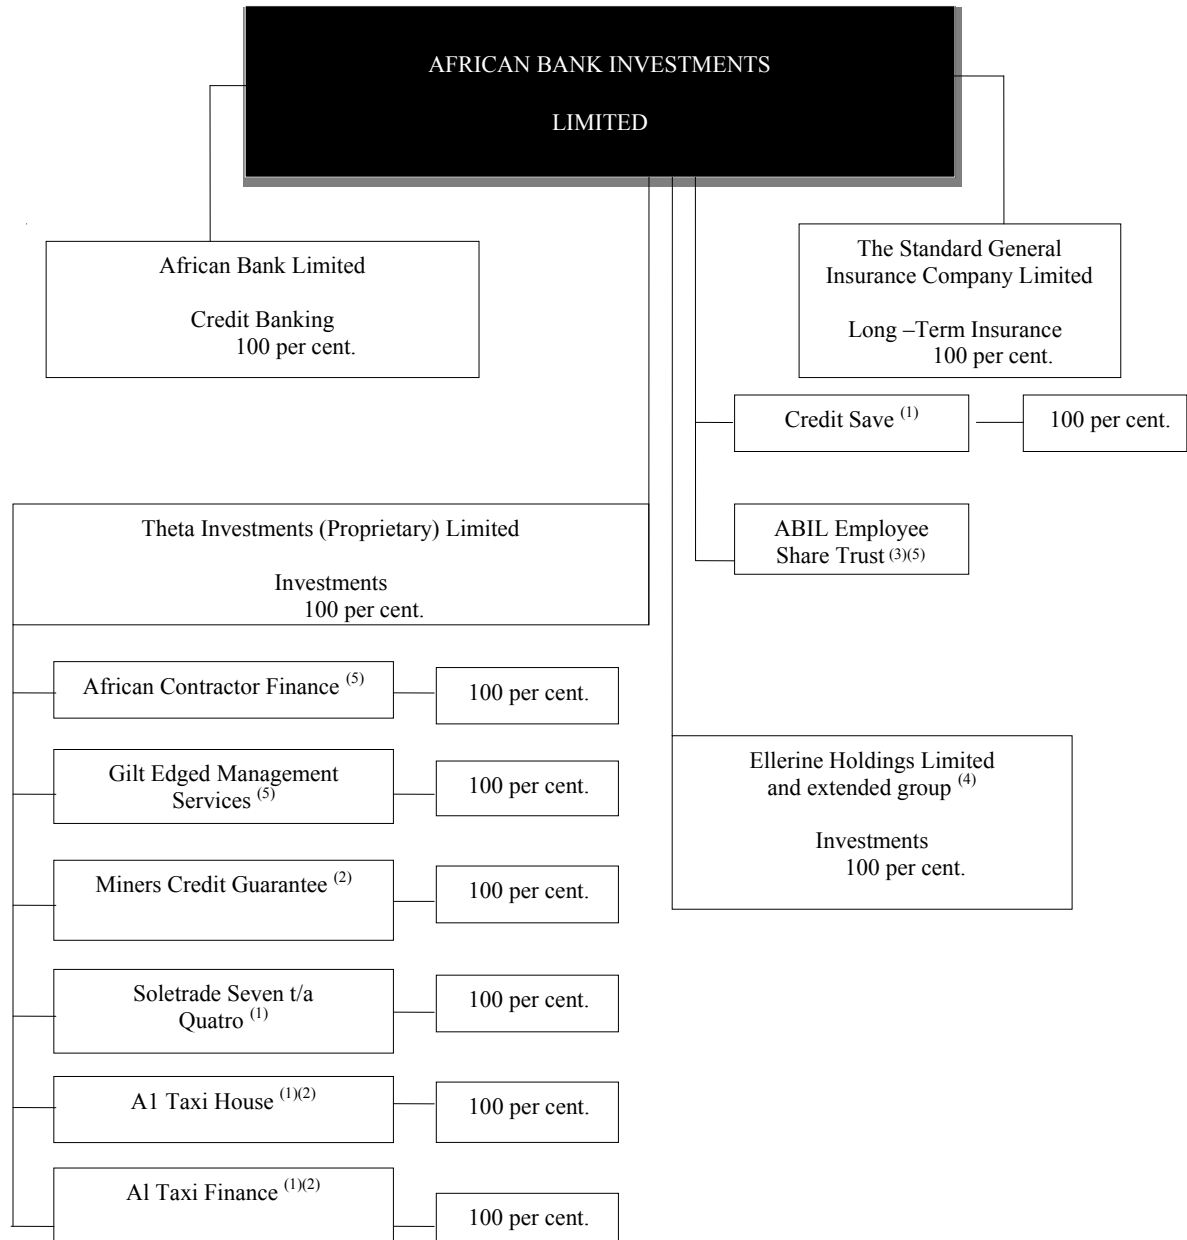 AFRICAN BANK INVESTMENTS
LIMITED
African Bank Limited
Credit Banking
100 per cent.
The Standard General
Insurance Company Limited
Long –Term Insurance
100 per cent.
Credit Save (1)
100 per cent.
ABIL Employee
Share Trust (3)(5)
Theta Investments (Proprietary) Limited
Investments
100 per cent.
African Contractor Finance (5)
100 per cent.
Gilt Edged Management
Services (5)
100 per cent.
Miners Credit Guarantee (2)
100 per cent.
Soletrade Seven t/a
Quatro (1)
100 per cent.
A1 Taxi House (1)(2)
100 per cent.
Al Taxi Finance (1)(2)
100 per cent.
Ellerine Holdings Limited
and extended group (4)
Investments
100 per cent.